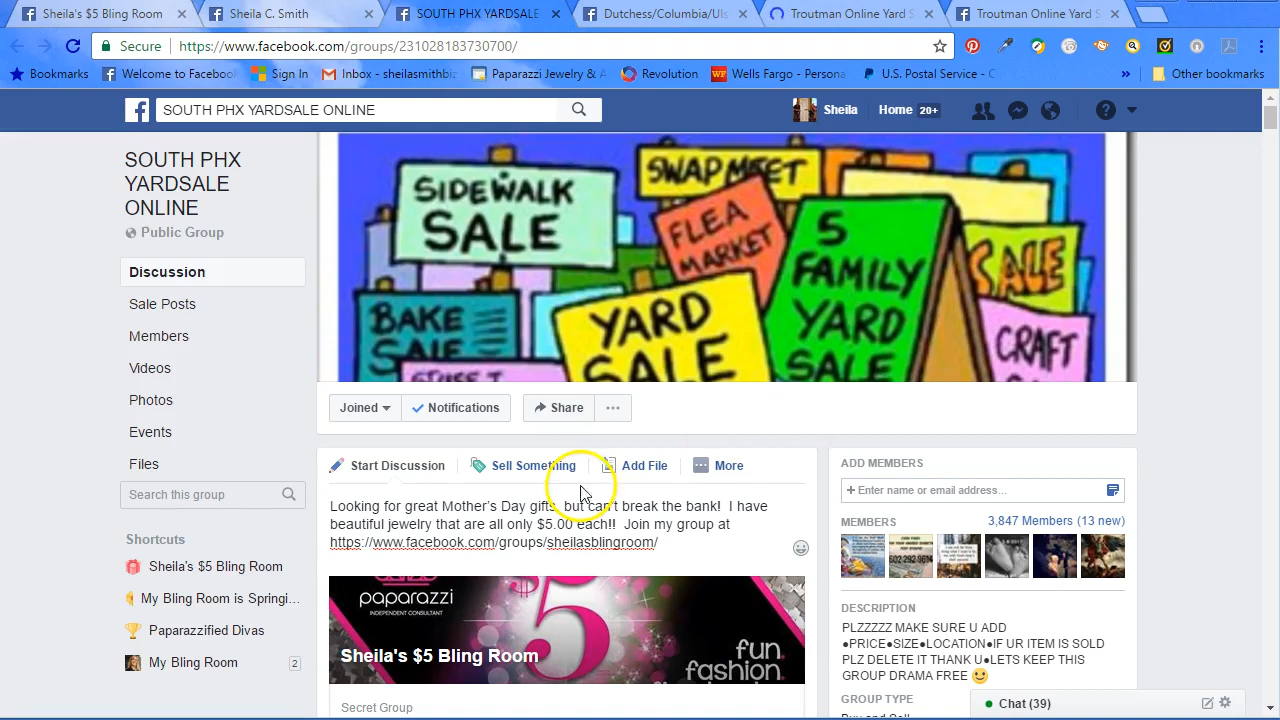 Sheila's $5 Bling Room
Sheila C. Smith
SOUTH PHX YARDSALE
Dutchess/Columbia/Uls
Troutman Online Yard S
Troutman Online Yard S
Secure
https://www.facebook.com/groups/231028183730700/
Bookmarks
Welcome to Facebook
Sign In
Inbox - sheilasmithbiz
Paparazzi Jewelry & A
Revolution
Wells Fargo - Persona
U.S. Postal Service - C
»
Other bookmarks
SOUTH PHX YARDSALE ONLINE
Sheila
Home 20+
SOUTH PHX
YARDSALE
ONLINE
Public Group
Discussion
Sale Posts
Members
Videos
Photos
Events
Files
Search this group
Shortcuts
Sheila's $5 Bling Room
My Bling Room is Springi...
Paparazzified Divas
My Bling Room 2
SIDEWALK
SALE
SWAP MEET
FLEA
MARKET
5
FAMILY
YARD
SALE
SALE
BAKE
SALE
YARD
SALE
CRAFT
Joined
Notifications
Share
Start Discussion
Sell Something
Add File
More
Looking for great Mother's Day gifts, but can't break the bank! I have
beautiful jewelry that are all only $5.00 each!! Join my group at
https://www.facebook.com/groups/sheilasblingroom/
paparazzi
INDEPENDENT CONSULTANT
$5
fun.
fashion.
Sheila's $5 Bling Room
Secret Group
ADD MEMBERS
+ Enter name or email address...
MEMBERS
3,847 Members (13 new)
DESCRIPTION
PLZZZZZ MAKE SURE U ADD
•PRICE•SIZE•LOCATION•IF UR ITEM IS SOLD
PLZ DELETE IT THANK U•LETS KEEP THIS
GROUP DRAMA FREE
GROUP TYPE
Buy and Sell
Chat (39)